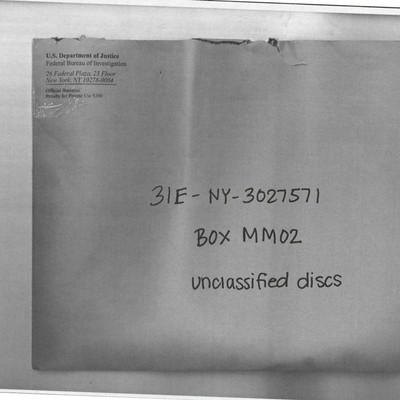 U.S. Department of Justice
Federal Bureau of Investigation
26 Federal Plaza, 23 Floor
New York, NY 10278-0004
Official Business
Penalty for Private Use $300
31E-NY-3027571
BOX MM02
unclassified discs